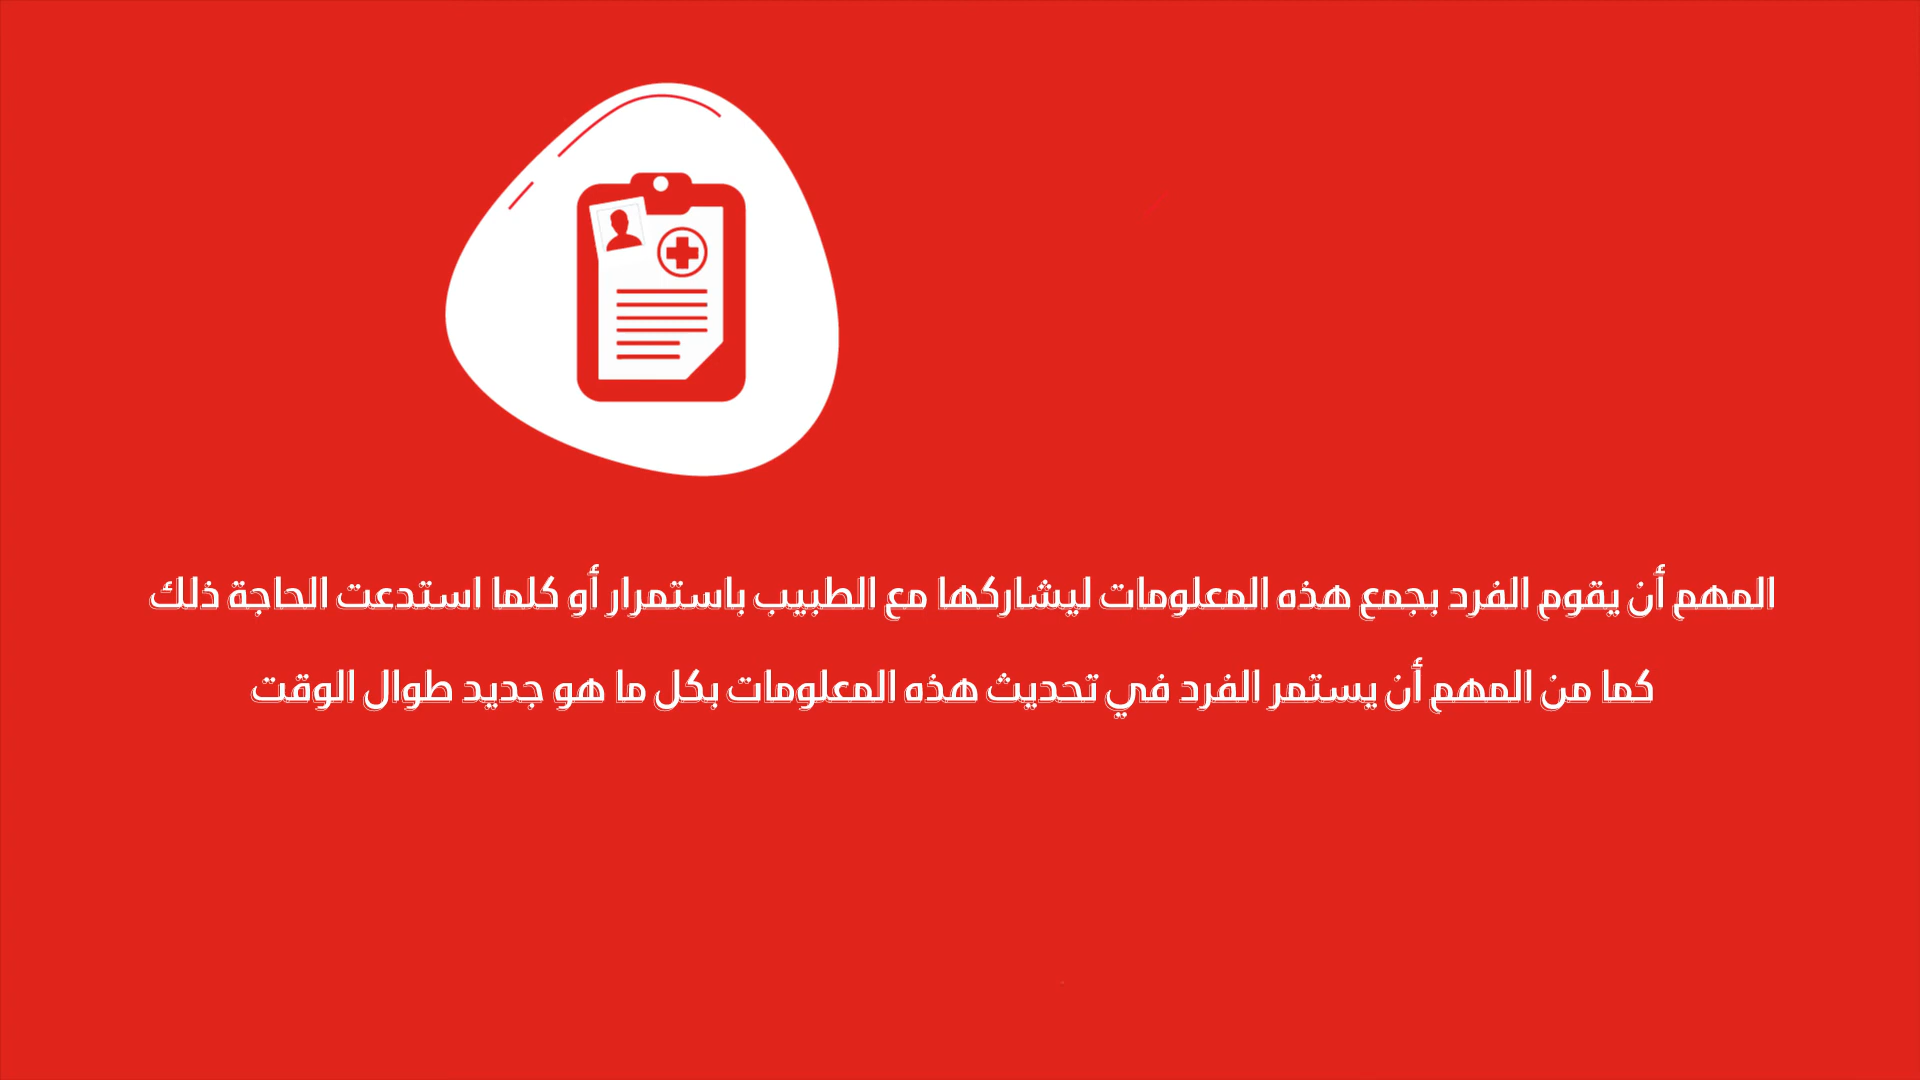 المهم أن يقوم الفرد بجمع هذه المعلومات ليشاركها مع الطبيب باستمرار أو كلما استدعت الحاجة ذلك
كما من المهم أن يستمر الفرد في تحديث هذه المعلومات بكل ما هو جديد طوال الوقت